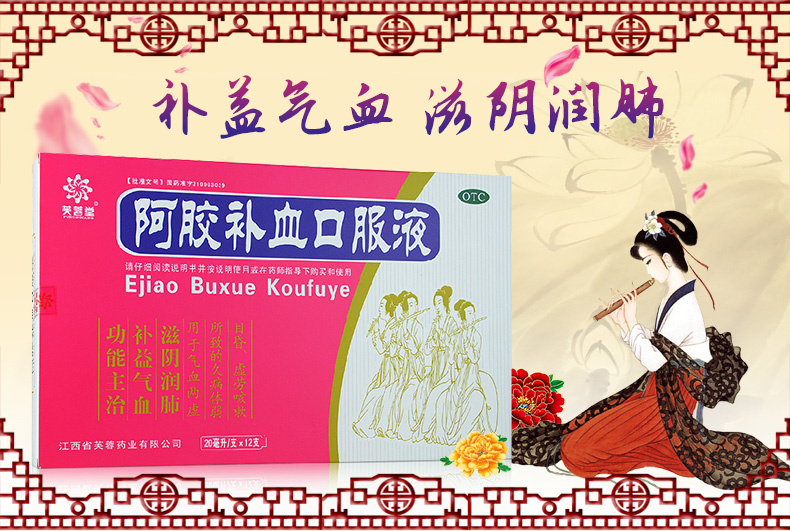 补益气血 滋阴润肺
【批准文号】国药准字Z19993029
芙蓉堂
OTC
阿胶补血口服液
请仔细阅读说明书并按说明使用或在药师指导下购买和使用
Ejiao Buxue Koufuye
功能主治
补益气血
滋阴润肺
用于气血两虚
所致的久病体弱
目昏、虚劳咳嗽
江西省芙蓉药业有限公司
20毫升/支x12支